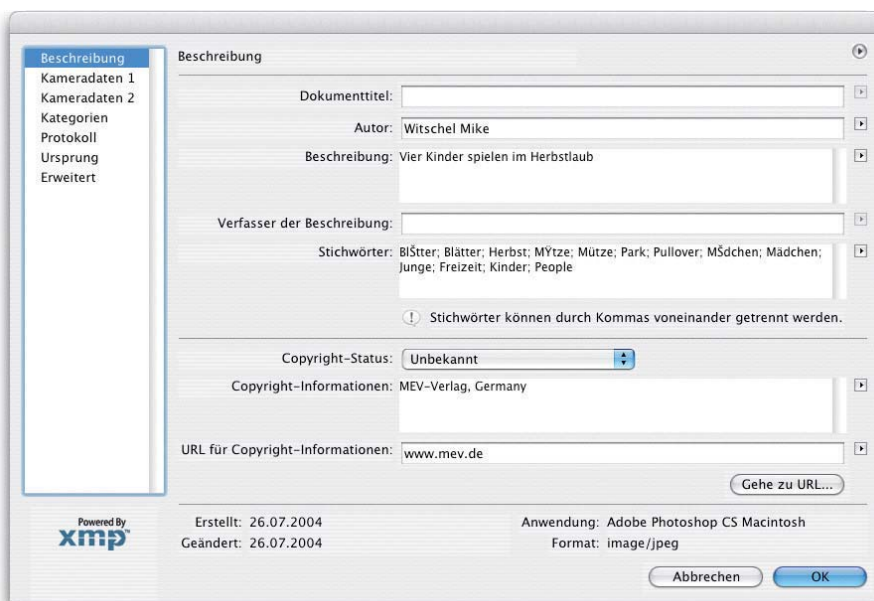 Beschreibung
Kameradaten 1
Kameradaten 2
Kategorien
Protokoll
Ursprung
Erweitert
Beschreibung
Dokumenttitel:
Autor: Witschel Mike
Beschreibung: Vier Kinder spielen im Herbstlaub
Verfasser der Beschreibung:
Stichwörter: BlŠtter; Blätter; Herbst; MŸtze; Mütze; Park; Pullover; MŠdchen; Mädchen;
Junge; Freizeit; Kinder; People
! Stichwörter können durch Kommas voneinander getrennt werden.
Copyright-Status: Unbekannt
Copyright-Informationen: MEV-Verlag, Germany
URL für Copyright-Informationen: www.mev.de
Gehe zu URL...
Powered By
xmp™
Erstellt: 26.07.2004
Geändert: 26.07.2004
Anwendung: Adobe Photoshop CS Macintosh
Format: image/jpeg
Abbrechen
OK